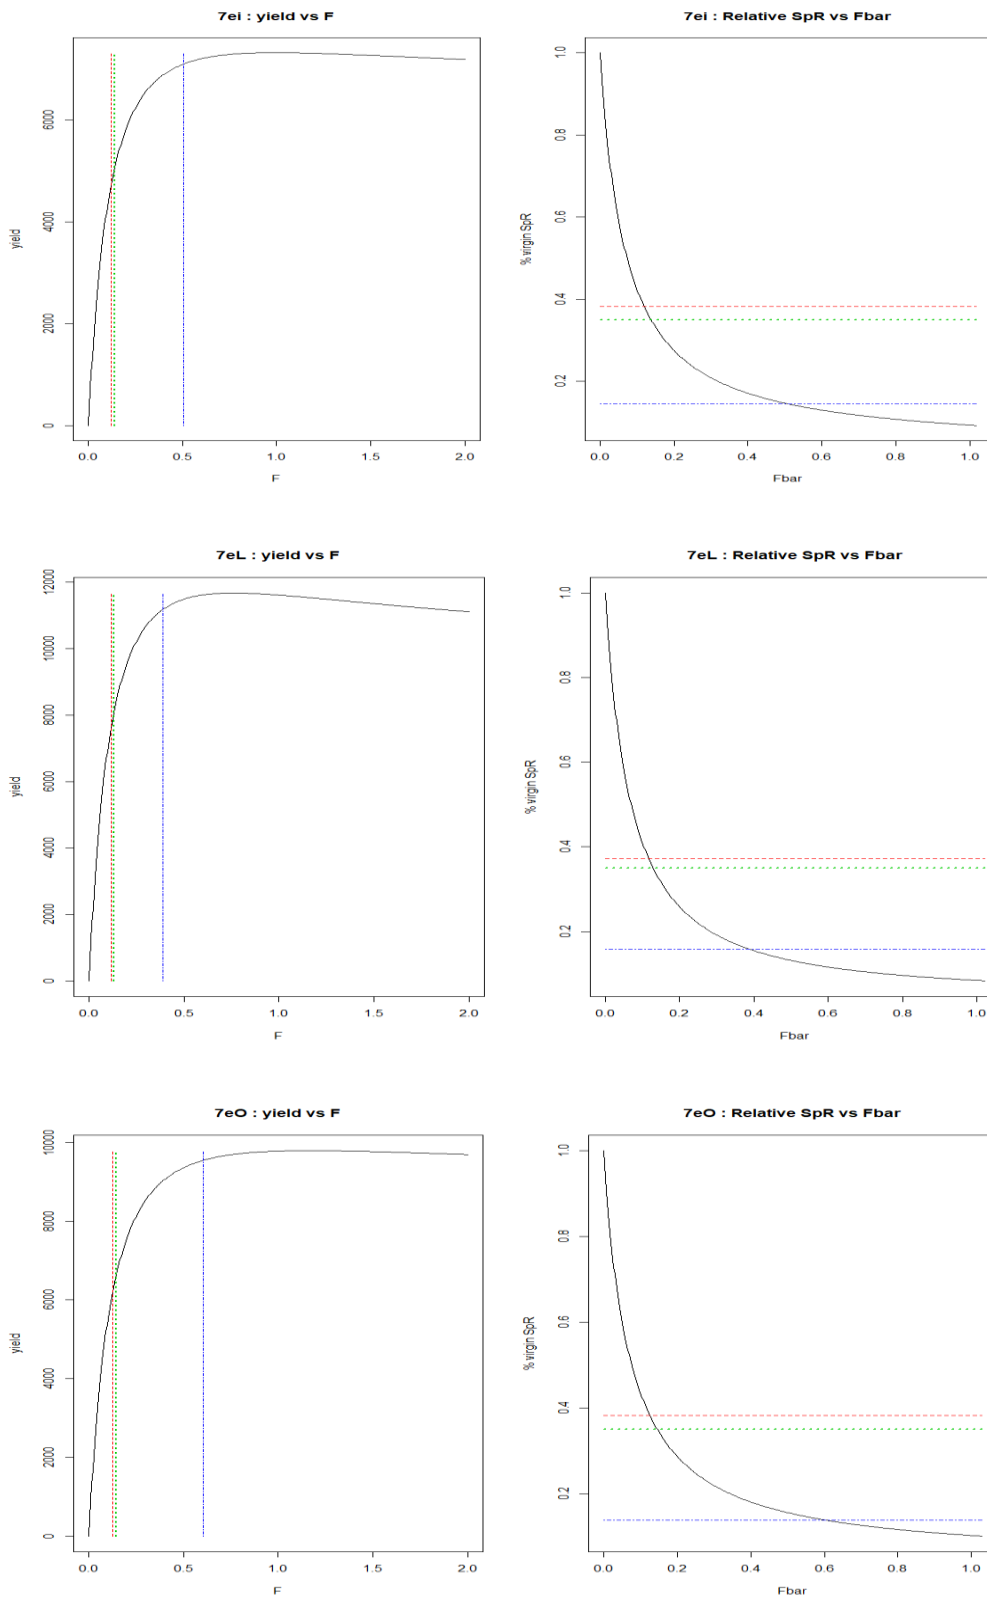 7ei : yield vs F
yield
0
2000
4000
6000
0.0 0.5 1.0 1.5 2.0
F
7ei : Relative SpR vs Fbar
% virgin SpR
0.2
0.4
0.6
0.8
1.0
0.0 0.2 0.4 0.6 0.8 1.0
Fbar
7eL : yield vs F
yield
0
2000
4000
6000
8000
10000
12000
0.0 0.5 1.0 1.5 2.0
F
7eL : Relative SpR vs Fbar
% virgin SpR
0.2
0.4
0.6
0.8
1.0
0.0 0.2 0.4 0.6 0.8 1.0
Fbar
7eO : yield vs F
yield
0
2000
4000
6000
8000
10000
0.0 0.5 1.0 1.5 2.0
F
7eO : Relative SpR vs Fbar
% virgin SpR
0.2
0.4
0.6
0.8
1.0
0.0 0.2 0.4 0.6 0.8 1.0
Fbar